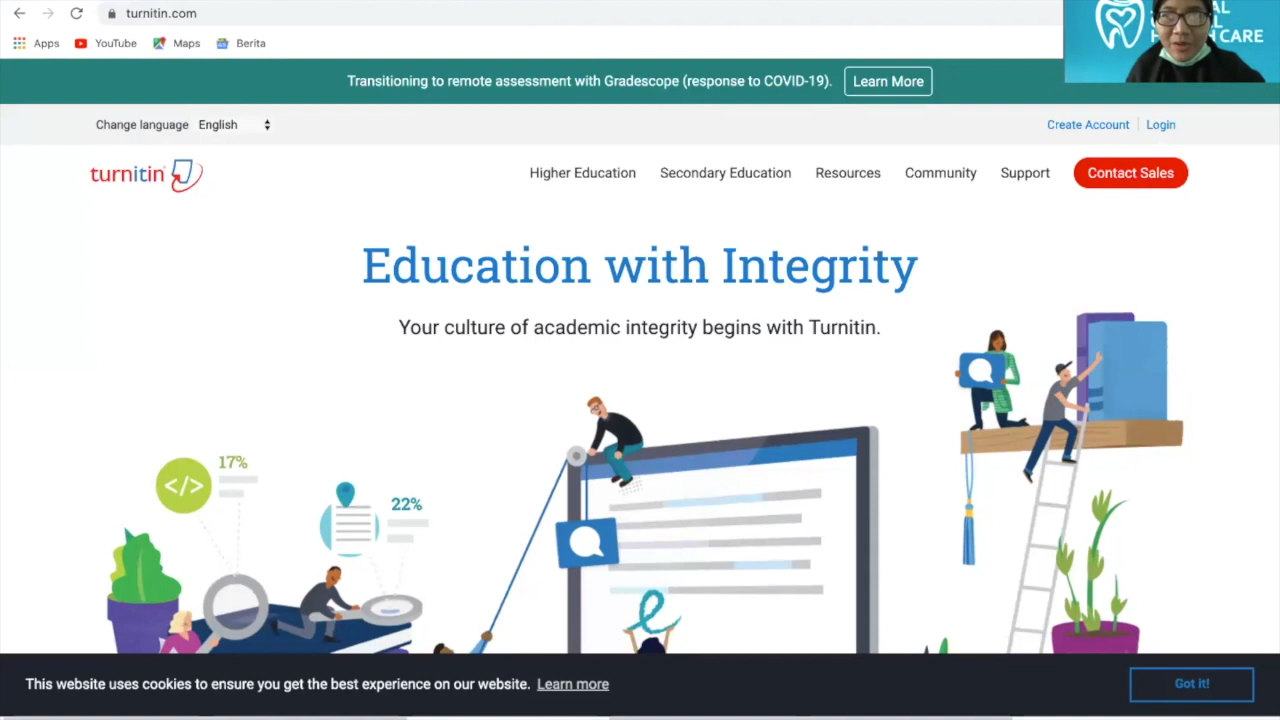 turnitin.com
Apps YouTube Maps Berita
CARE
Transitioning to remote assessment with Gradescope (response to COVID-19). Learn More
Change language English Create Account Login
turnitin Higher Education Secondary Education Resources Community Support Contact Sales
Education with Integrity
Your culture of academic integrity begins with Turnitin.
</> 17%
22%
This website uses cookies to ensure you get the best experience on our website. Learn more Got it!